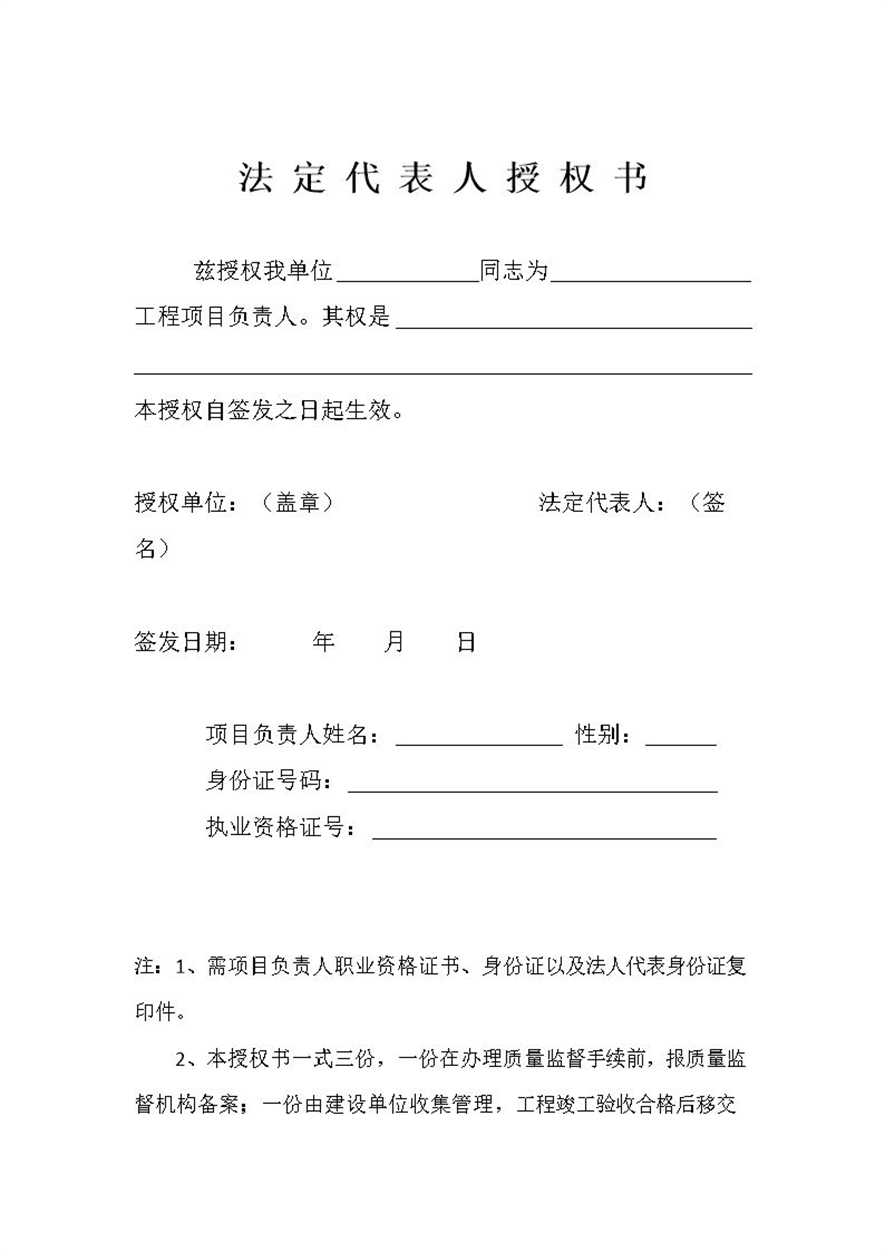 法定代表人授权书
兹授权我单位____________同志为_________________
工程项目负责人。其权是______________________________
____________________________________________________
本授权自签发之日起生效。
授权单位：（盖章） 法定代表人：（签
名）
签发日期： 年 月 日
项目负责人姓名：______________ 性别：______
身份证号码：_______________________________
执业资格证号：_____________________________
注：1、需项目负责人职业资格证书、身份证以及法人代表身份证复
印件。
2、本授权书一式三份，一份在办理质量监督手续前，报质量监
督机构备案；一份由建设单位收集管理，工程竣工验收合格后移交